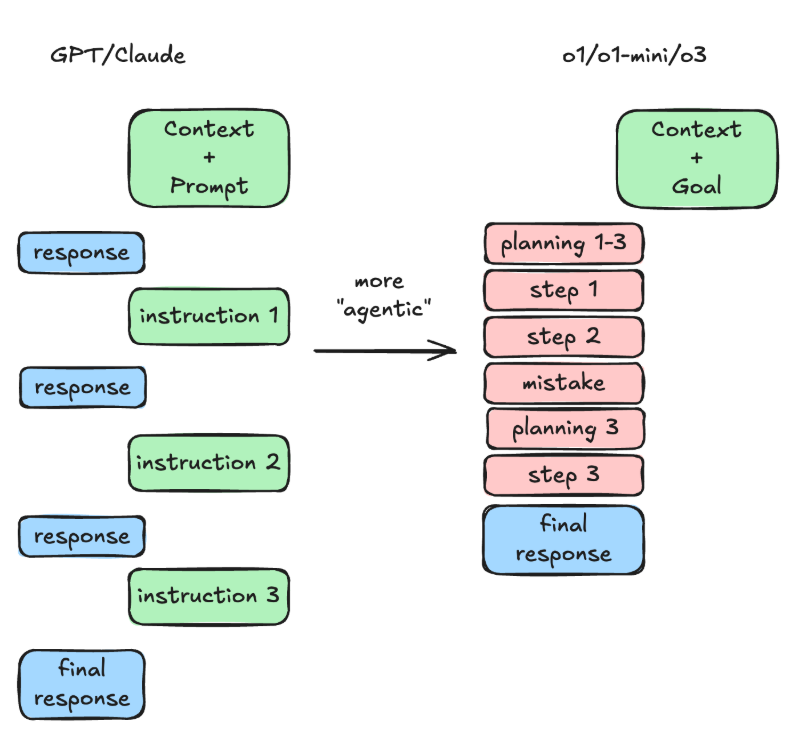 GPT/Claude
Context
+
Prompt
response
instruction 1
response
instruction 2
response
instruction 3
final
response
more
"agentic"
o1/o1-mini/o3
Context
+
Goal
planning 1-3
step 1
step 2
mistake
planning 3
step 3
final
response